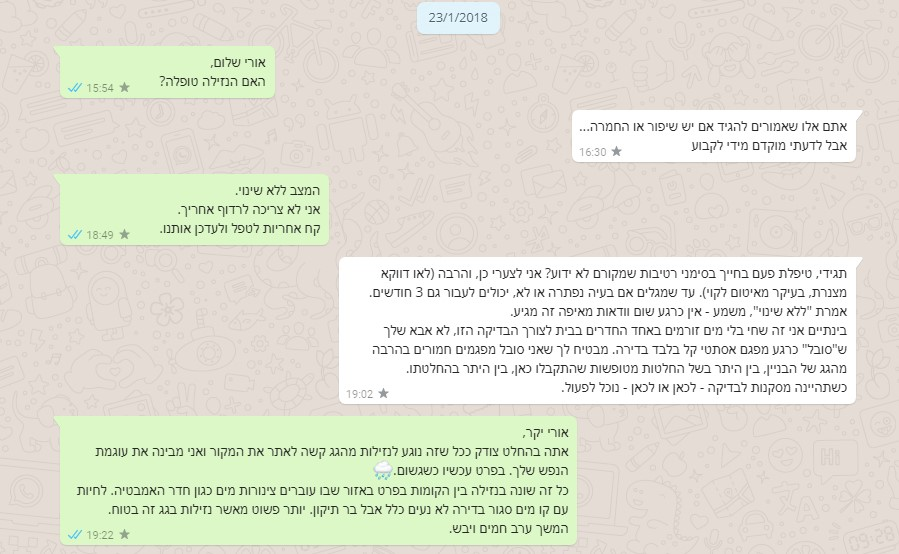 23/1/2018
אורי שלום,
האם הנזילה טופלה?
15:54
אתם אלו שאמורים להגיד אם יש שיפור או החמרה...
אבל לדעתי מוקדם מידי לקבוע
16:30
המצב ללא שינוי.
אני לא צריכה לרדוף אחריך.
קח אחריות לטפל ולעדכן אותנו.
18:49
תגידי, טיפלת פעם בחייך בסימני רטיבות שמקורם לא ידוע? אני לצערי כן, והרבה (לאו דווקא
מצנרת, בעיקר מאיטום לקוי). עד שמגלים אם בעיה נפתרה או לא, יכולים לעבור גם 3 חודשים.
אמרת "ללא שינוי", משמע - אין כרגע שום וודאות מאיפה זה מגיע.
בינתיים אני זה שחי בלי מים זורמים באחד החדרים בבית לצורך הבדיקה הזו, לא אבא שלך
ש"סובל" כרגע מפגם אסתטי קל בלבד בדירה. מבטיח לך שאני סובל מפגמים חמורים בהרבה
מהגג של הבניין, בין היתר בשל החלטות מטופשות שהתקבלו כאן, בין היתר בהחלטתו.
כשתהיינה מסקנות לבדיקה - לכאן או לכאן - נוכל לפעול.
19:02
אורי יקר,
אתה בהחלט צודק ככל שזה נוגע לנזילות מהגג קשה לאתר את המקור ואני מבינה את עוגמת
הנפש שלך. בפרט עכשיו כשגשום.
כל זה שונה בנזילה בין הקומות בפרט באזור שבו עוברים צינורות מים כגון חדר האמבטיה. לחיות
עם קו מים סגור בדירה לא נעים כלל אבל בר תיקון. יותר פשוט מאשר נזילות בגג זה בטוח.
המשך ערב חמים ויבש.
19:22